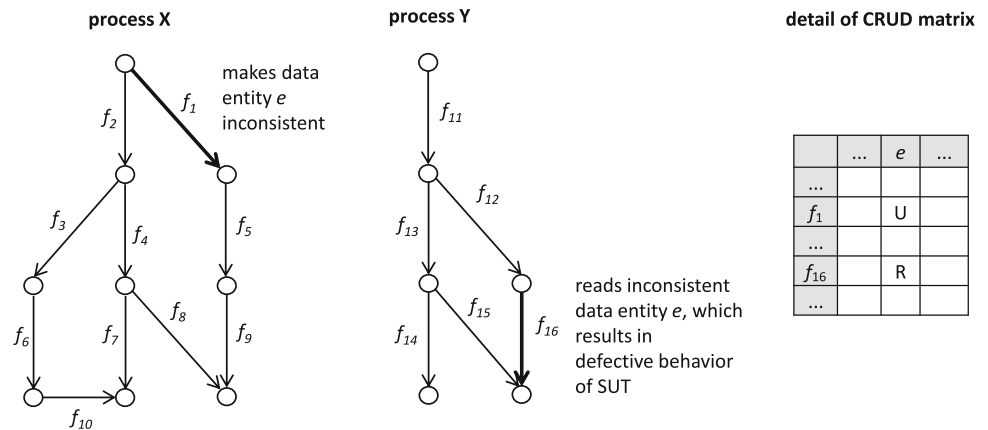 process X
process Y
detail of CRUD matrix
makes data
entity e
inconsistent
f1
f2
f3
f4
f5
f6
f7
f8
f9
f10
f11
f12
f13
f14
f15
f16
reads inconsistent
data entity e, which
results in
defective behavior
of SUT
... e ...
...
f1 U
...
f16 R
...